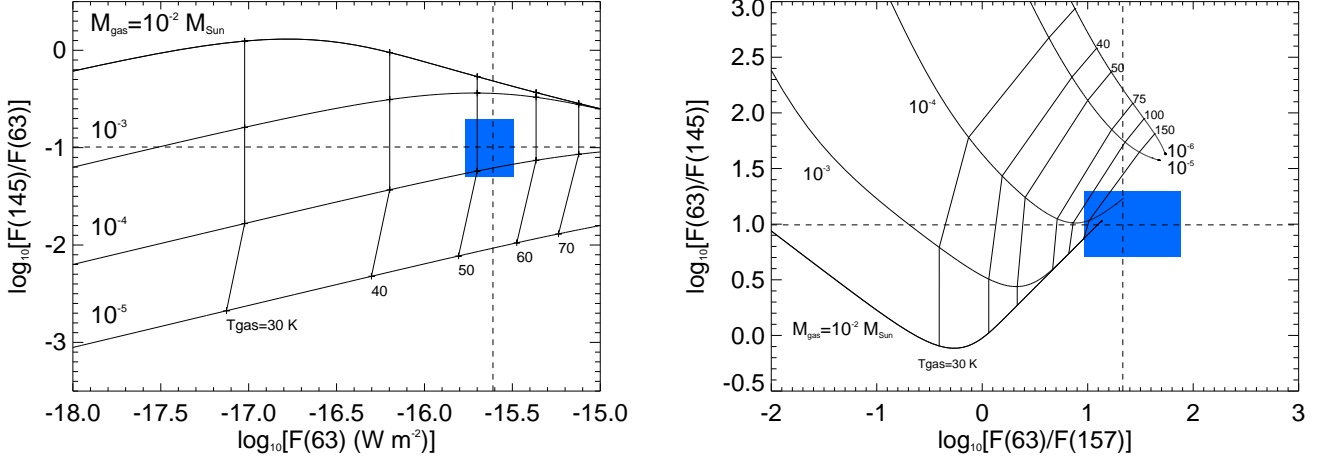 M_gas=10^-2 M_Sun
0
10^-3
-1
10^-4
-2
10^-5
-3
Tgas=30 K
40
50
60
70
-18.0 -17.5 -17.0 -16.5 -16.0 -15.5 -15.0
log₁₀[F(63) (W m^-2)]
log₁₀[F(145)/F(63)]
3.0
2.5
2.0
1.5
1.0
0.5
0.0
-0.5
40
50
75
100
150
10^-6
10^-5
10^-4
10^-3
M_gas=10^-2 M_Sun
Tgas=30 K
-2 -1 0 1 2 3
log₁₀[F(63)/F(157)]
log₁₀[F(63)/F(145)]